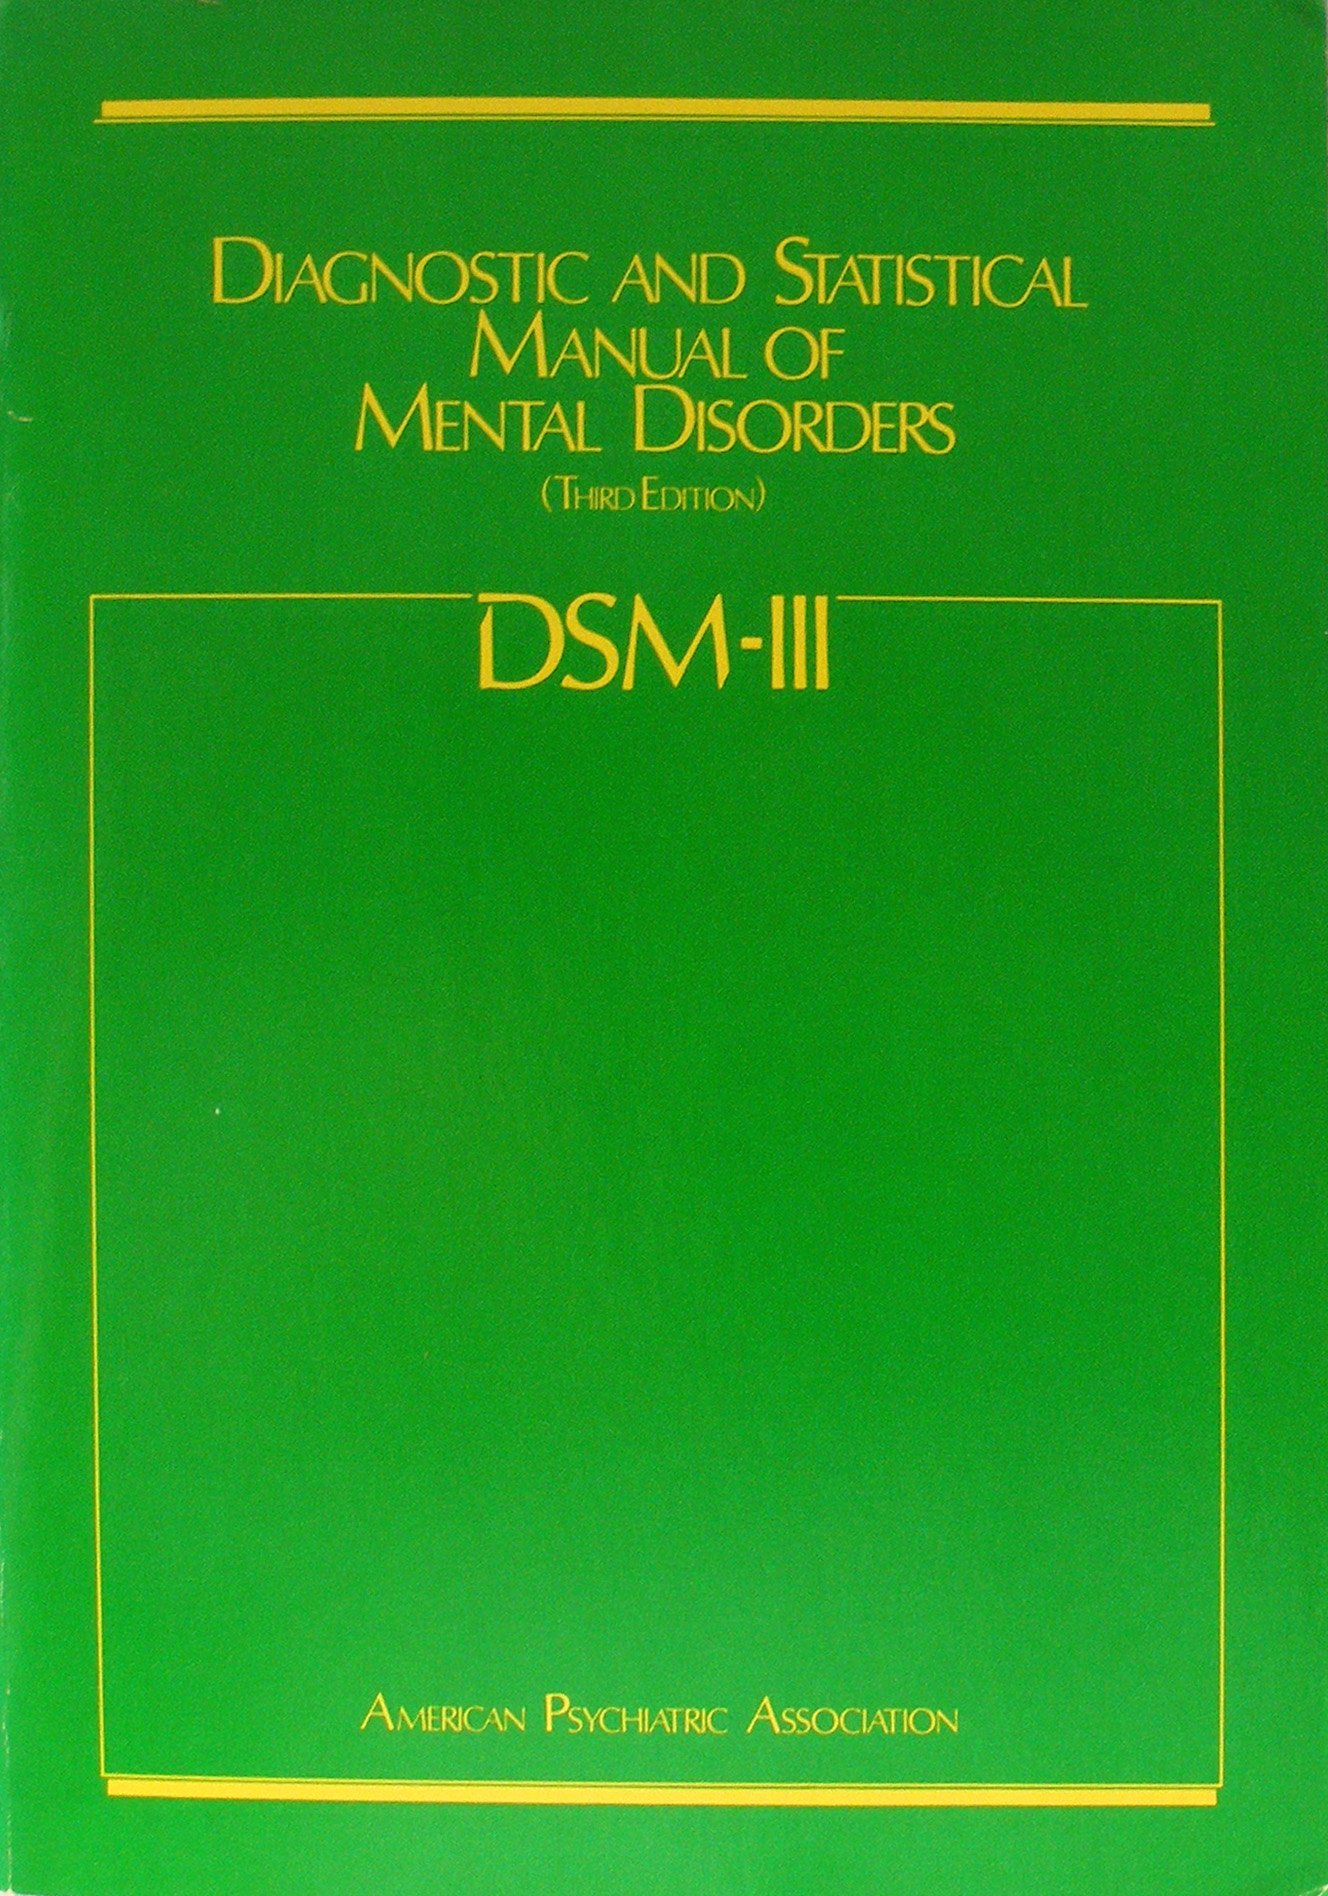 DIAGNOSTIC AND STATISTICAL
MANUAL OF
MENTAL DISORDERS
(THIRD EDITION)
DSM-III
AMERICAN PSYCHIATRIC ASSOCIATION